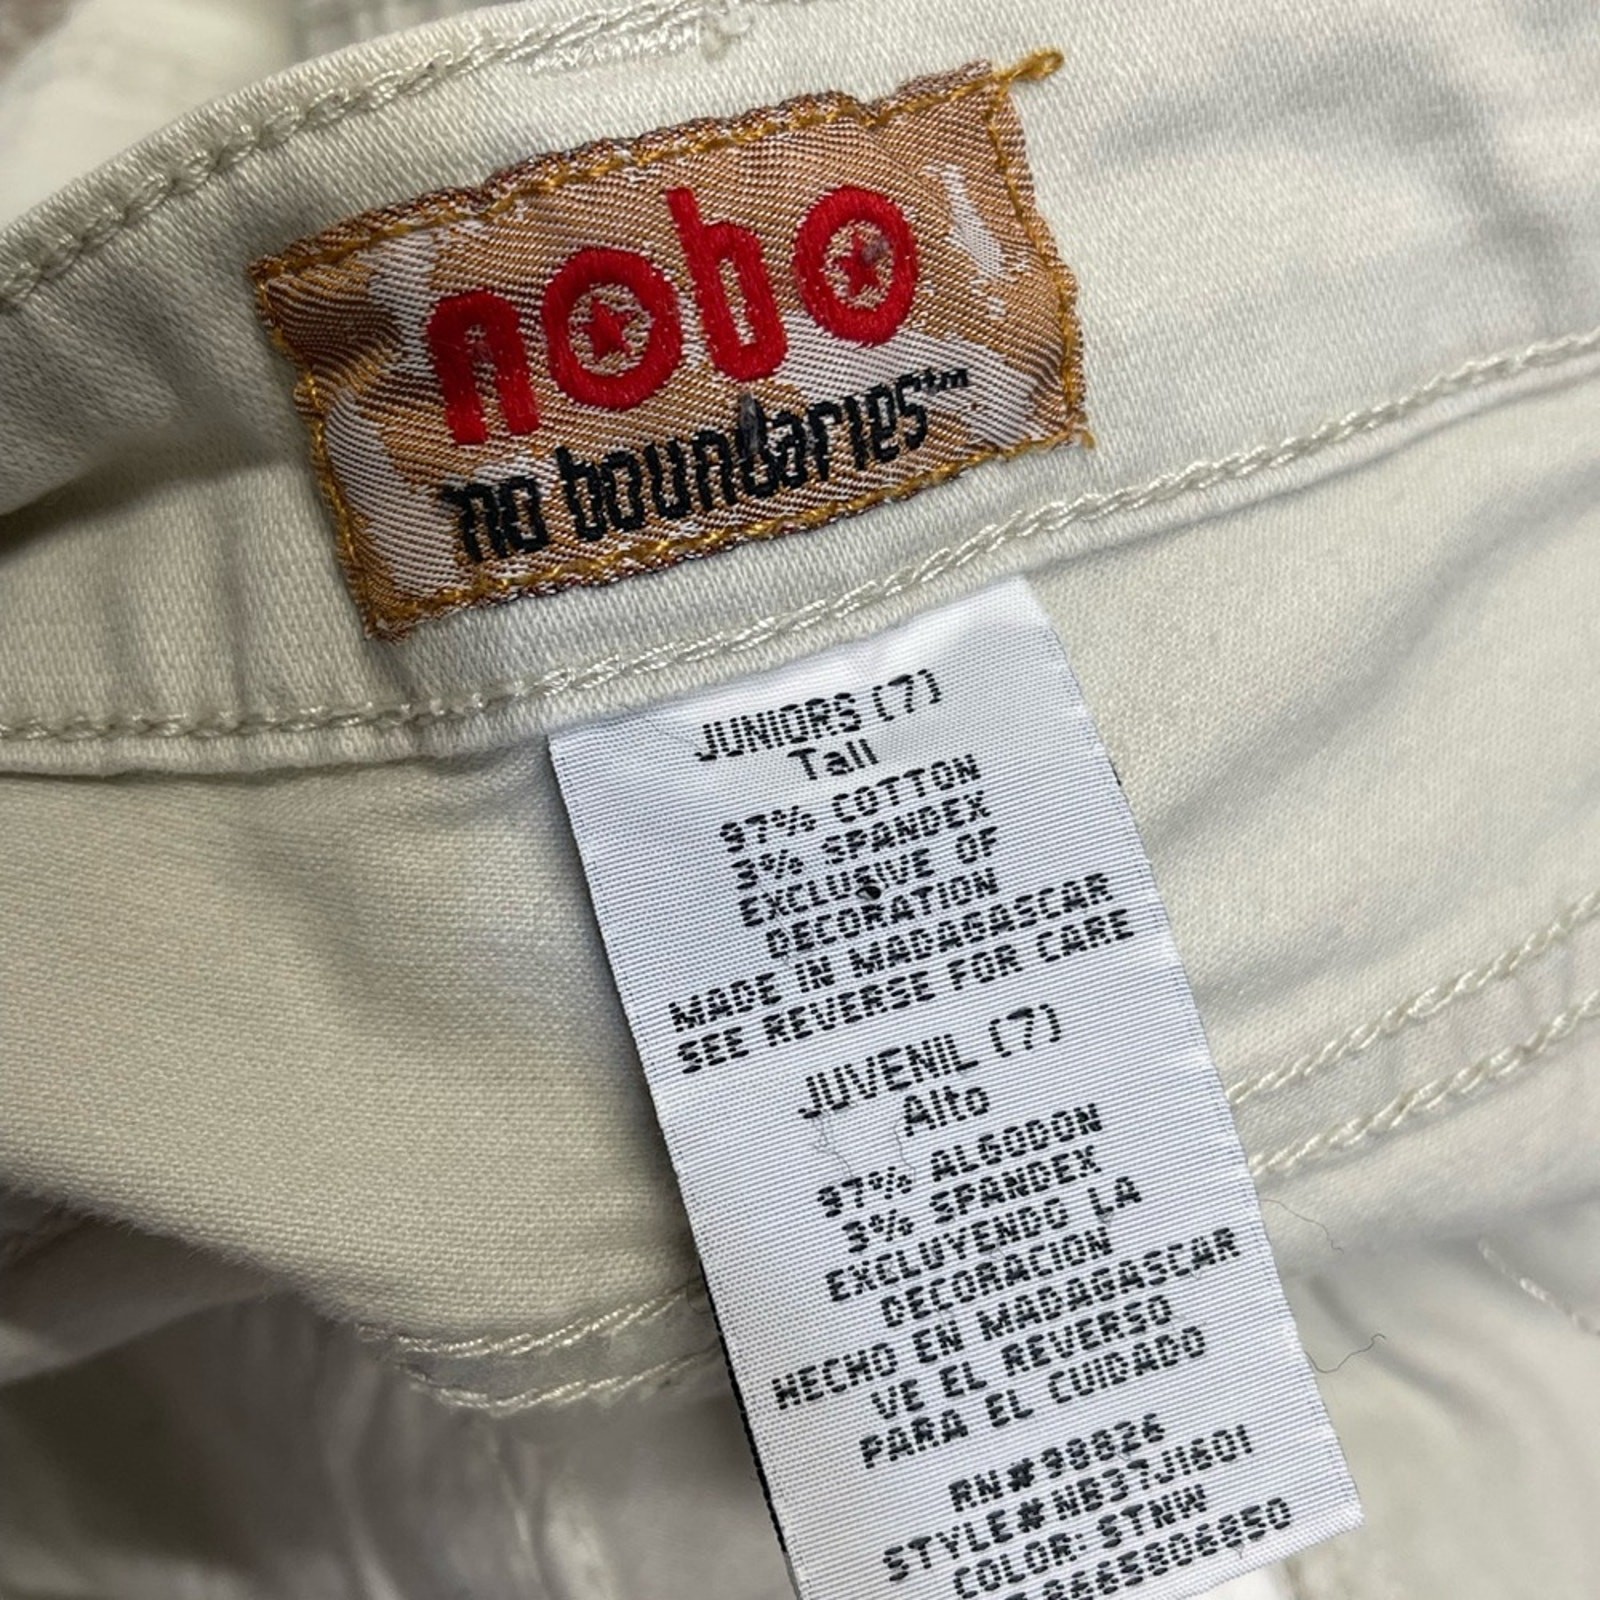 nobo
no boundaries™
JUNIORS (7)
Tall
97% COTTON
3% SPANDEX
EXCLUSIVE OF
DECORATION
MADE IN MADAGASCAR
SEE REVERSE FOR CARE
JUVENIL (7)
Alto
97% ALGODON
3% SPANDEX
EXCLUYENDO LA
DECORACION
HECHO EN MADAGASCAR
VE EL REVERSO
PARA EL CUIDADO
RN#98826
STYLE#NB37J1601
COLOR: STNW